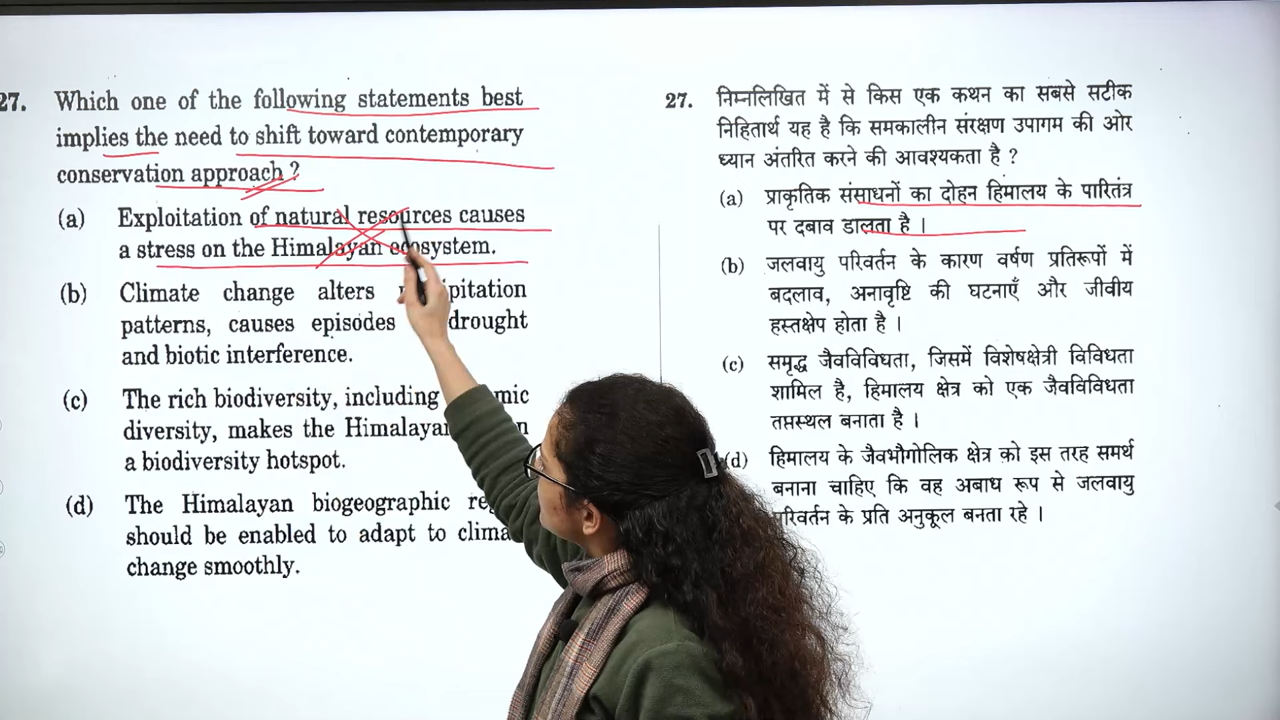 27. Which one of the following statements best
implies the need to shift toward contemporary
conservation approach ?
(a) Exploitation of natural resources causes
a stress on the Himalayan ecosystem.
(b) Climate change alters
patterns, causes episodes drought
and biotic interference.
(c) The rich biodiversity, including
diversity, makes the Himalayan
a biodiversity hotspot.
(d) The Himalayan biogeographic
should be enabled to adapt to
change smoothly.
27. निम्नलिखित में से किस एक कथन का सबसे सटीक
निहितार्थ यह है कि समकालीन संरक्षण उपागम की ओर
ध्यान अंतरित करने की आवश्यकता है ?
(a) प्राकृतिक संसाधनों का दोहन हिमालय के पारितंत्र
पर दबाव डालता है ।
(b) जलवायु परिवर्तन के कारण वर्षण प्रतिरूपों में
बदलाव, अनावृष्टि की घटनाएँ और जीवीय
हस्तक्षेप होता है ।
(c) समृद्ध जैवविविधता, जिसमें विशेषक्षेत्री विविधता
शामिल है, हिमालय क्षेत्र को एक जैवविविधता
तप्तस्थल बनाता है ।
(d) हिमालय के जैवभौगोलिक क्षेत्र को इस तरह समर्थ
बनाना चाहिए कि वह अबाध रूप से जलवायु
परिवर्तन के प्रति अनुकूल बनता रहे ।